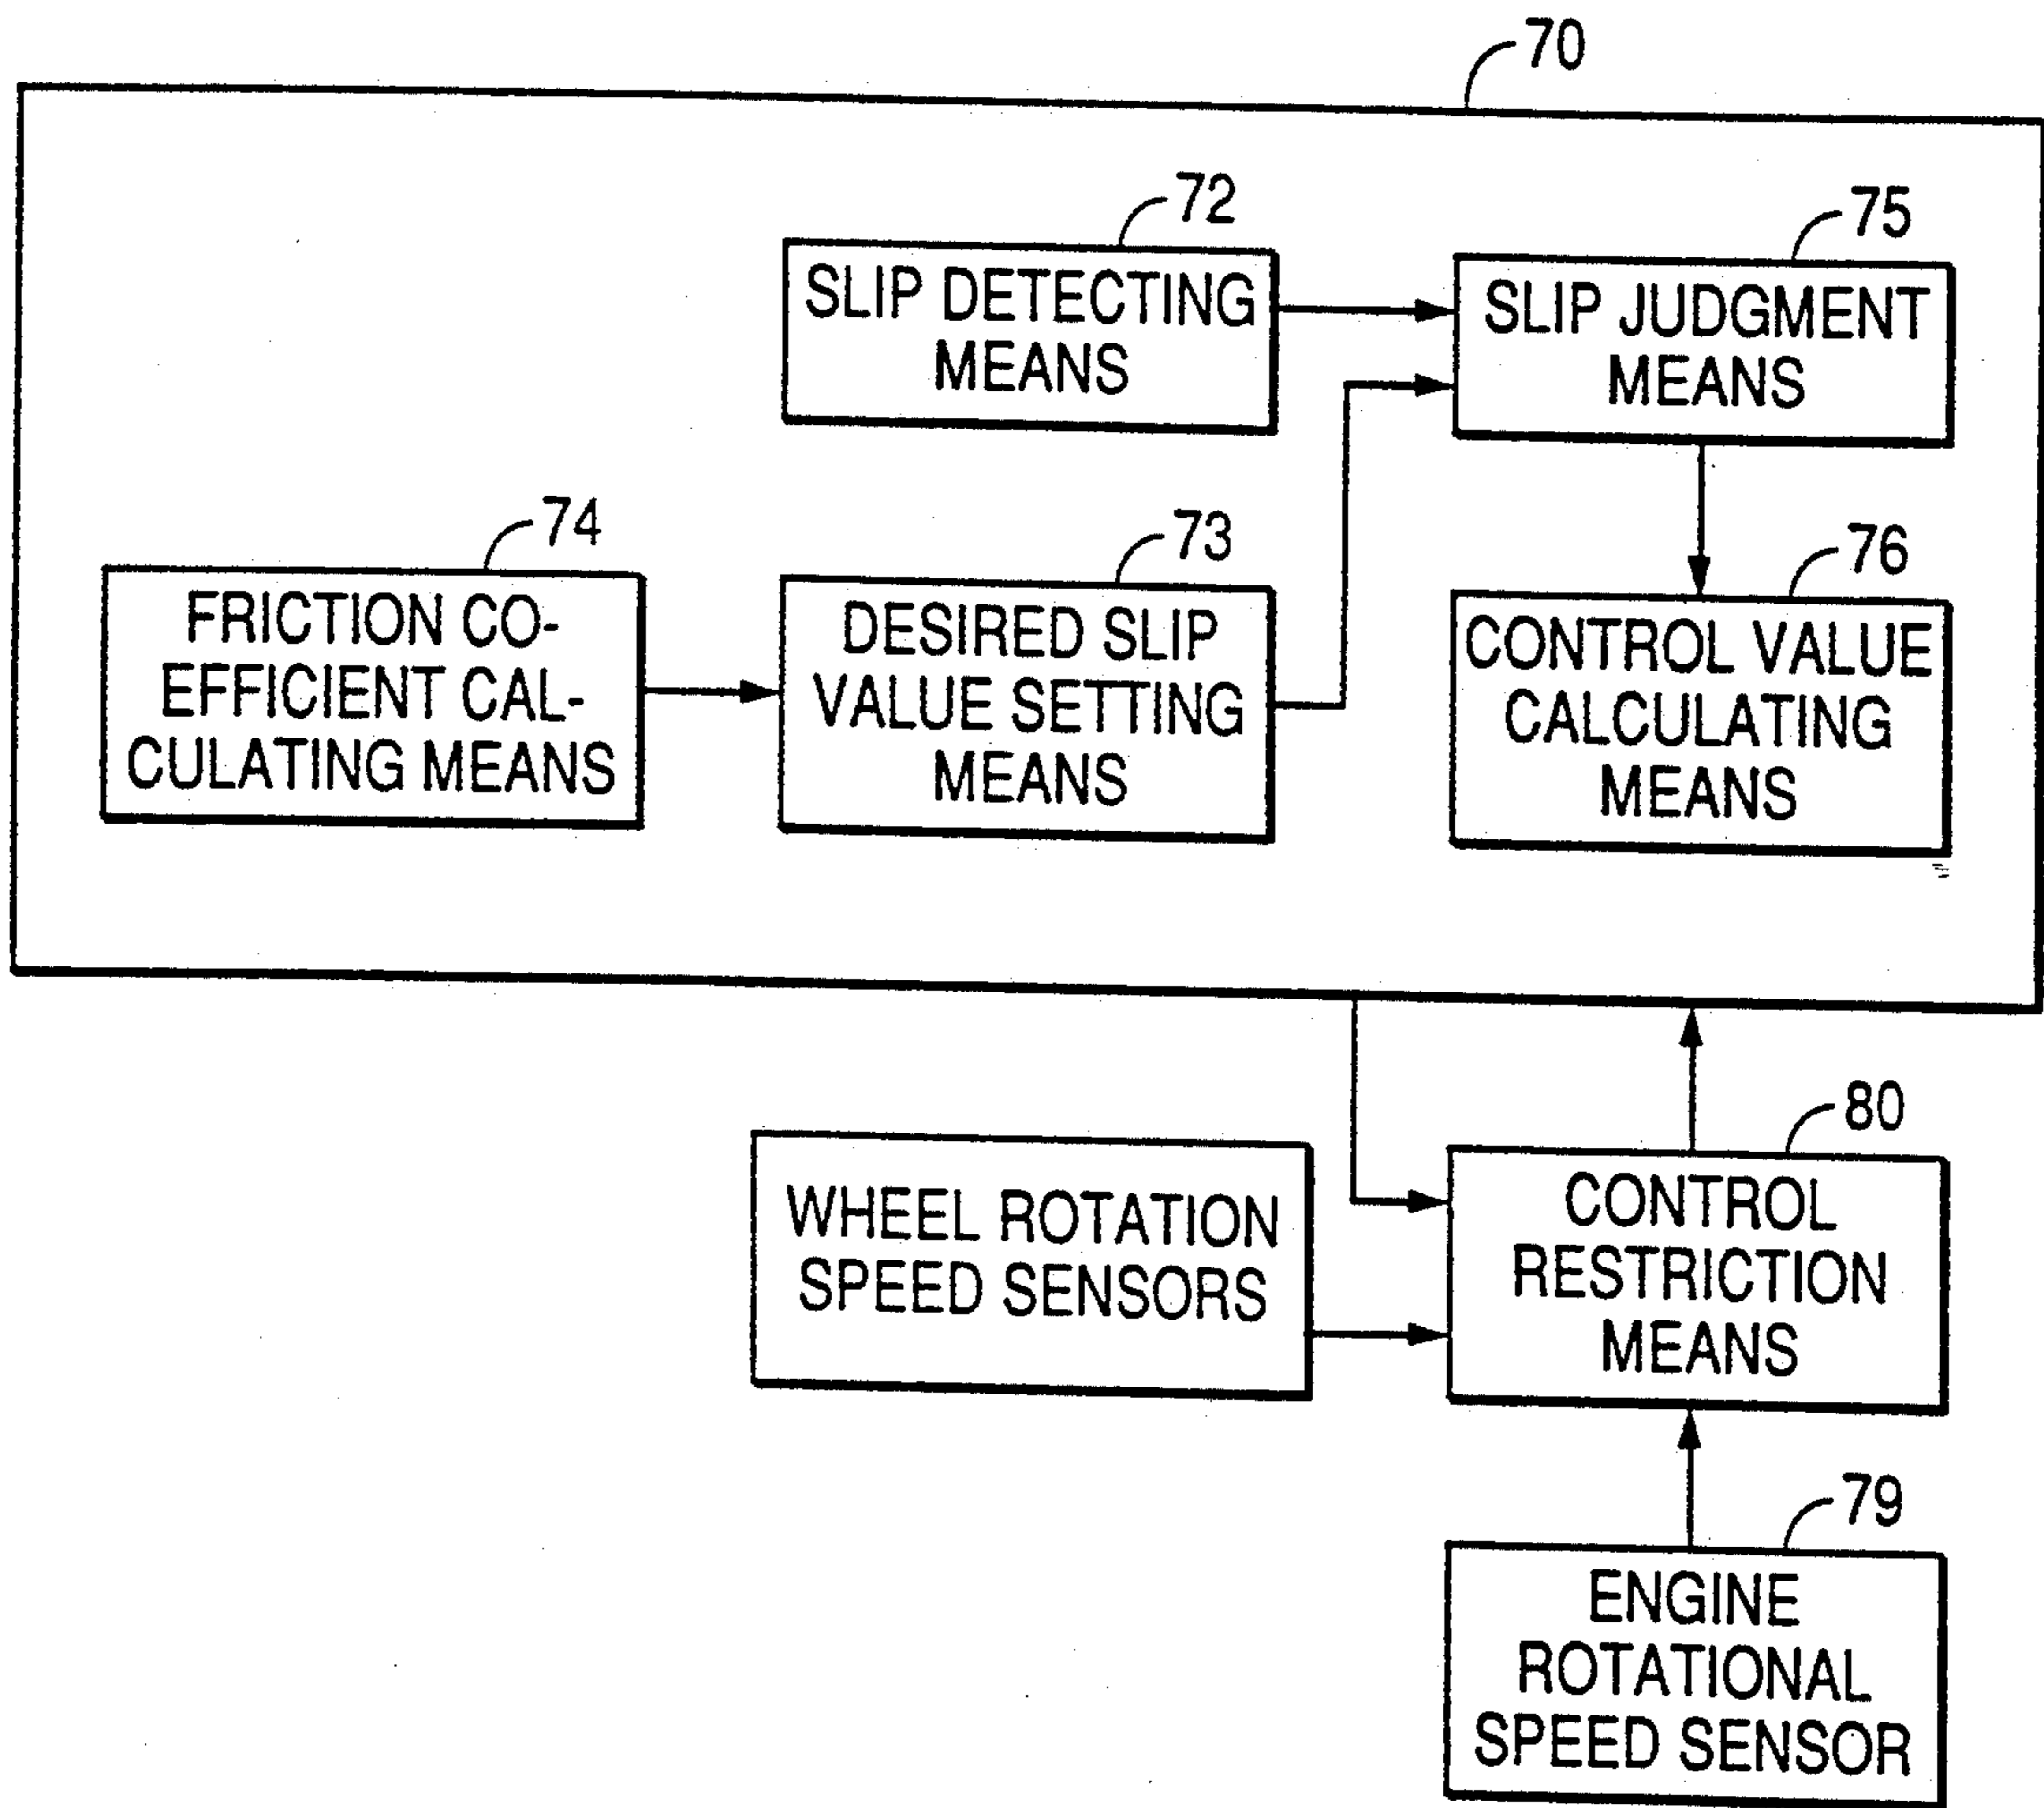 70
72
SLIP DETECTING
MEANS
75
SLIP JUDGMENT
MEANS
74
FRICTION CO-
EFFICIENT CAL-
CULATING MEANS
73
DESIRED SLIP
VALUE SETTING
MEANS
76
CONTROL VALUE
CALCULATING
MEANS
WHEEL ROTATION
SPEED SENSORS
80
CONTROL
RESTRICTION
MEANS
79
ENGINE
ROTATIONAL
SPEED SENSOR